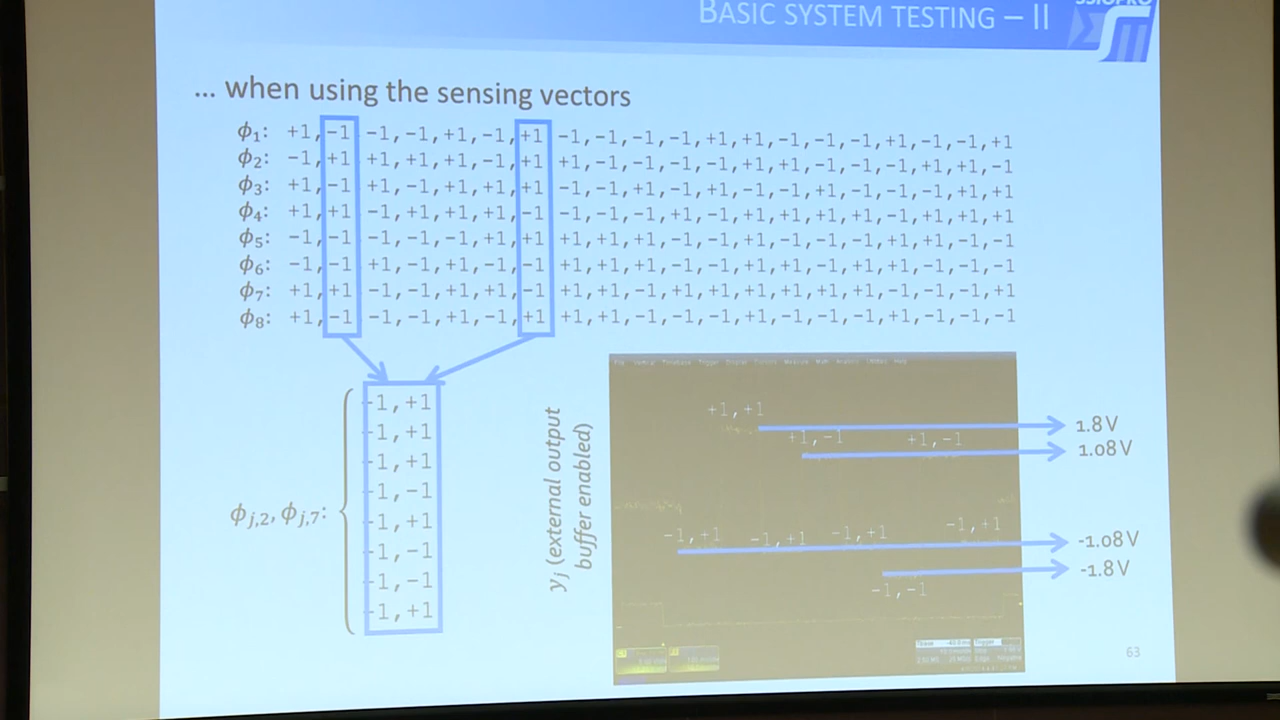 BASIC SYSTEM TESTING – II
SSIGPRO
... when using the sensing vectors
ϕ1: +1,-1,-1,-1,+1,-1,+1,-1,-1,-1,-1,+1,+1,-1,-1,-1,+1,-1,-1,+1
ϕ2: -1,+1,+1,+1,+1,-1,+1,+1,-1,-1,-1,-1,+1,+1,-1,-1,-1,+1,+1,-1
ϕ3: +1,-1,+1,-1,+1,+1,+1,-1,-1,+1,-1,+1,-1,-1,+1,-1,-1,-1,+1,+1
ϕ4: +1,+1,-1,+1,+1,+1,-1,-1,-1,-1,+1,-1,+1,+1,+1,+1,-1,+1,+1,+1
ϕ5: -1,-1,-1,-1,-1,+1,+1,+1,+1,+1,-1,-1,+1,-1,-1,-1,+1,+1,-1,-1
ϕ6: -1,-1,+1,-1,+1,-1,-1,+1,+1,+1,-1,-1,+1,+1,-1,+1,+1,-1,-1,-1
ϕ7: +1,+1,-1,-1,+1,+1,-1,+1,+1,-1,+1,+1,+1,+1,+1,+1,-1,-1,-1,+1
ϕ8: +1,-1,-1,-1,+1,-1,+1,+1,+1,-1,-1,-1,+1,-1,-1,-1,+1,-1,-1,-1
-1,+1
-1,+1
-1,+1
-1,-1
ϕj,2, ϕj,7: -1,+1
-1,-1
-1,-1
-1,+1
yj (external output
buffer enabled)
+1,+1
1.8 V
+1,-1 +1,-1
1.08 V
-1,+1 -1,+1 -1,+1 -1,+1
-1.08 V
-1.8 V
-1,-1
63